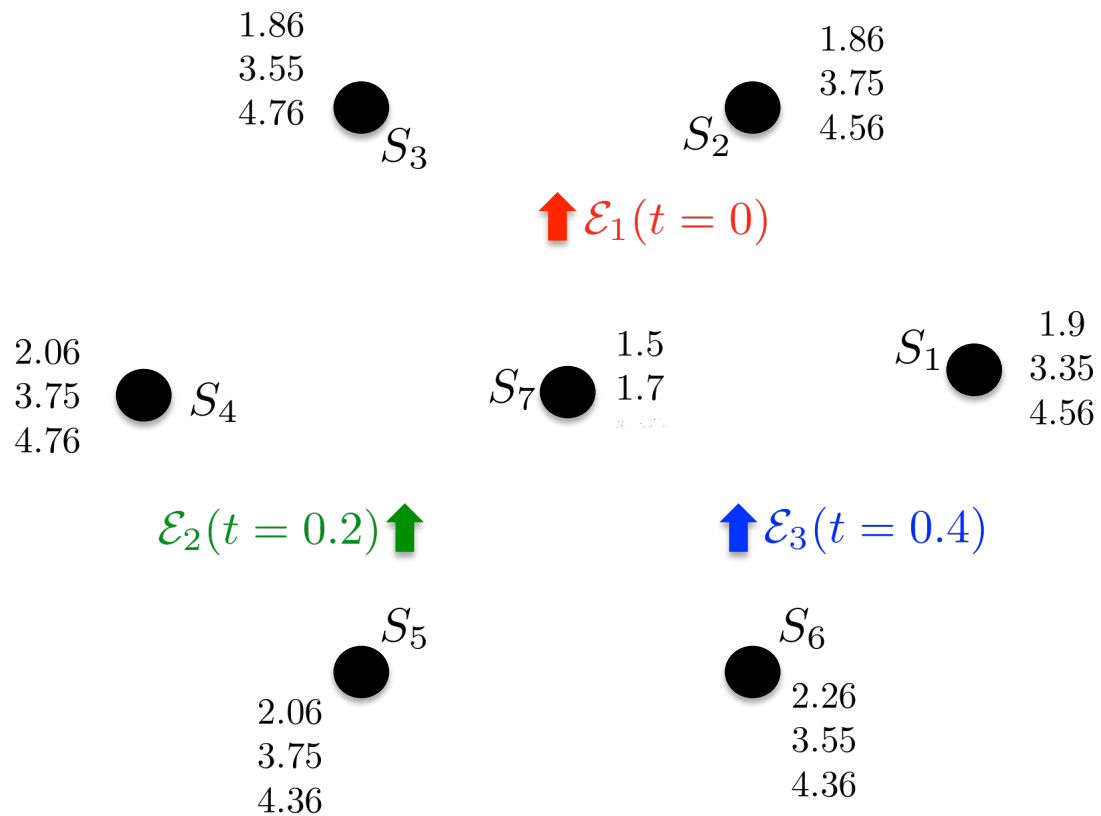 1.86
3.55
4.76
S₃
1.86
3.75
4.56
S₂
ℰ₁(t = 0)
2.06
3.75
4.76
S₄
1.5
1.7
S₇
1.9
3.35
4.56
S₁
ℰ₂(t = 0.2)
ℰ₃(t = 0.4)
S₅
2.06
3.75
4.36
S₆
2.26
3.55
4.36